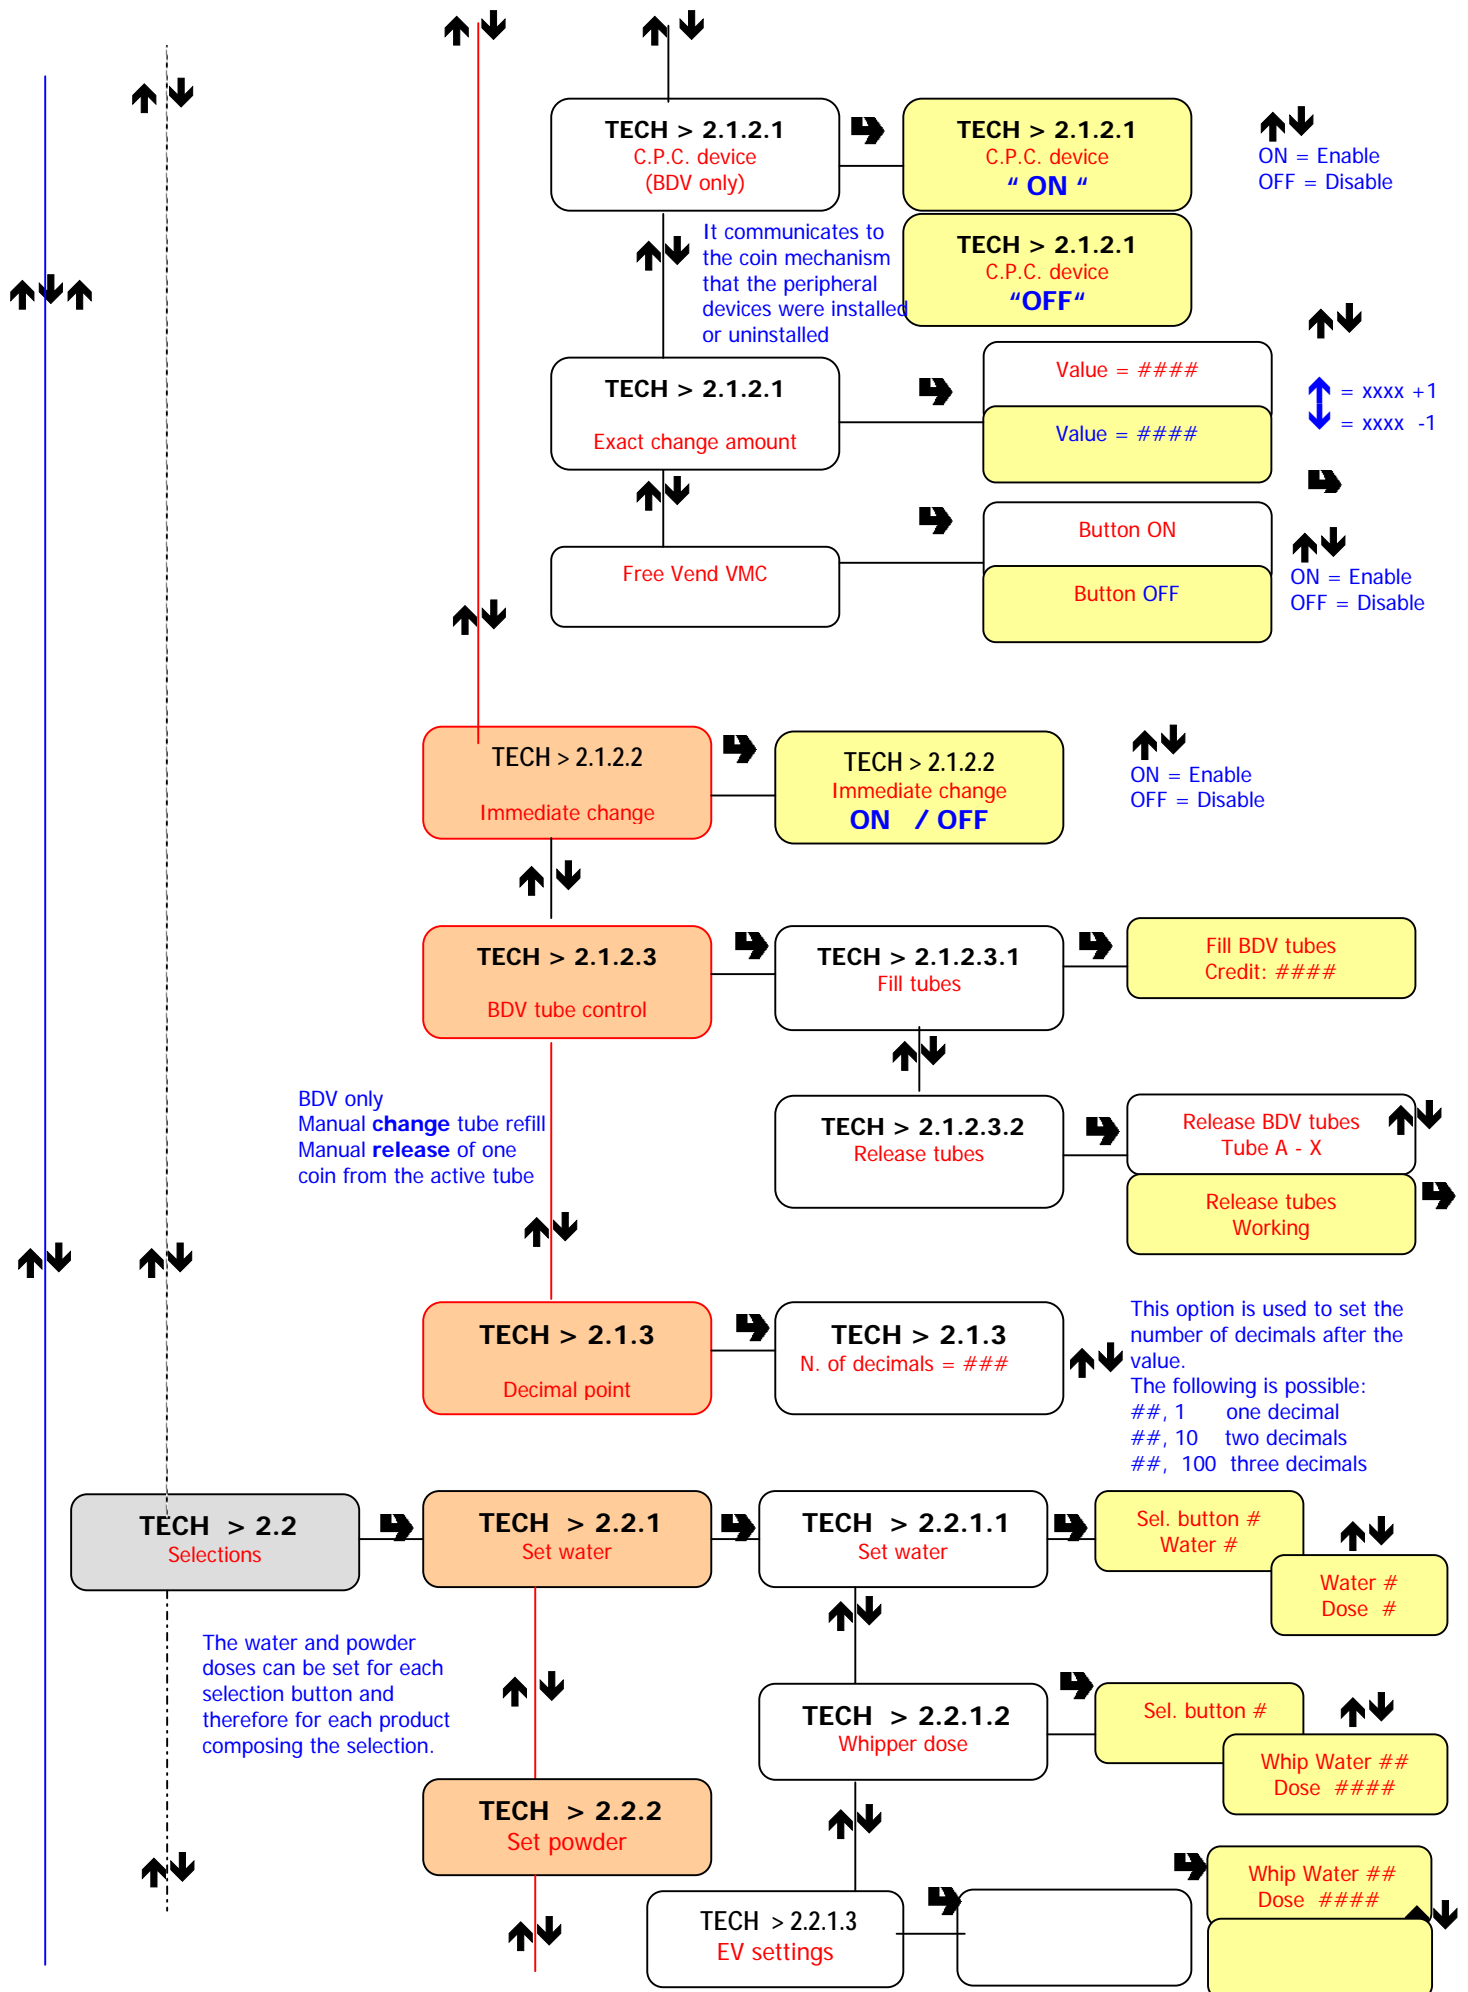 TECH > 2.1.2.1
C.P.C. device
(BDV only)
TECH > 2.1.2.1
C.P.C. device
“ ON “
ON = Enable
OFF = Disable
It communicates to
the coin mechanism
that the peripheral
devices were installed
or uninstalled
TECH > 2.1.2.1
C.P.C. device
“OFF“
TECH > 2.1.2.1
Exact change amount
Value = ####
Value = ####
= xxxx +1
= xxxx -1
Free Vend VMC
Button ON
Button OFF
ON = Enable
OFF = Disable
TECH > 2.1.2.2
Immediate change
TECH > 2.1.2.2
Immediate change
ON / OFF
ON = Enable
OFF = Disable
TECH > 2.1.2.3
BDV tube control
TECH > 2.1.2.3.1
Fill tubes
Fill BDV tubes
Credit: ####
BDV only
Manual change tube refill
Manual release of one
coin from the active tube
TECH > 2.1.2.3.2
Release tubes
Release BDV tubes
Tube A - X
Release tubes
Working
TECH > 2.1.3
Decimal point
TECH > 2.1.3
N. of decimals = ###
This option is used to set the
number of decimals after the
value.
The following is possible:
##, 1 one decimal
##, 10 two decimals
##, 100 three decimals
TECH > 2.2
Selections
TECH > 2.2.1
Set water
TECH > 2.2.1.1
Set water
Sel. button #
Water #
Water #
Dose #
The water and powder
doses can be set for each
selection button and
therefore for each product
composing the selection.
TECH > 2.2.1.2
Whipper dose
Sel. button #
Whip Water ##
Dose ####
TECH > 2.2.2
Set powder
TECH > 2.2.1.3
EV settings
Whip Water ##
Dose ####